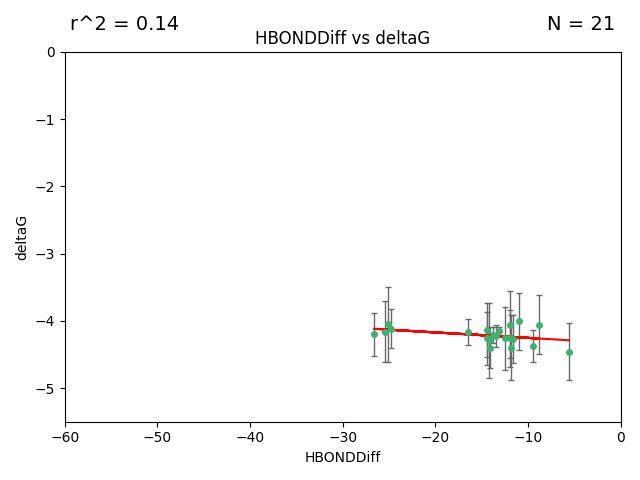 r^2 = 0.14
N = 21
HBONDDiff vs deltaG
0
−1
−2
−3
−4
−5
deltaG
−60
−50
−40
−30
−20
−10
0
HBONDDiff